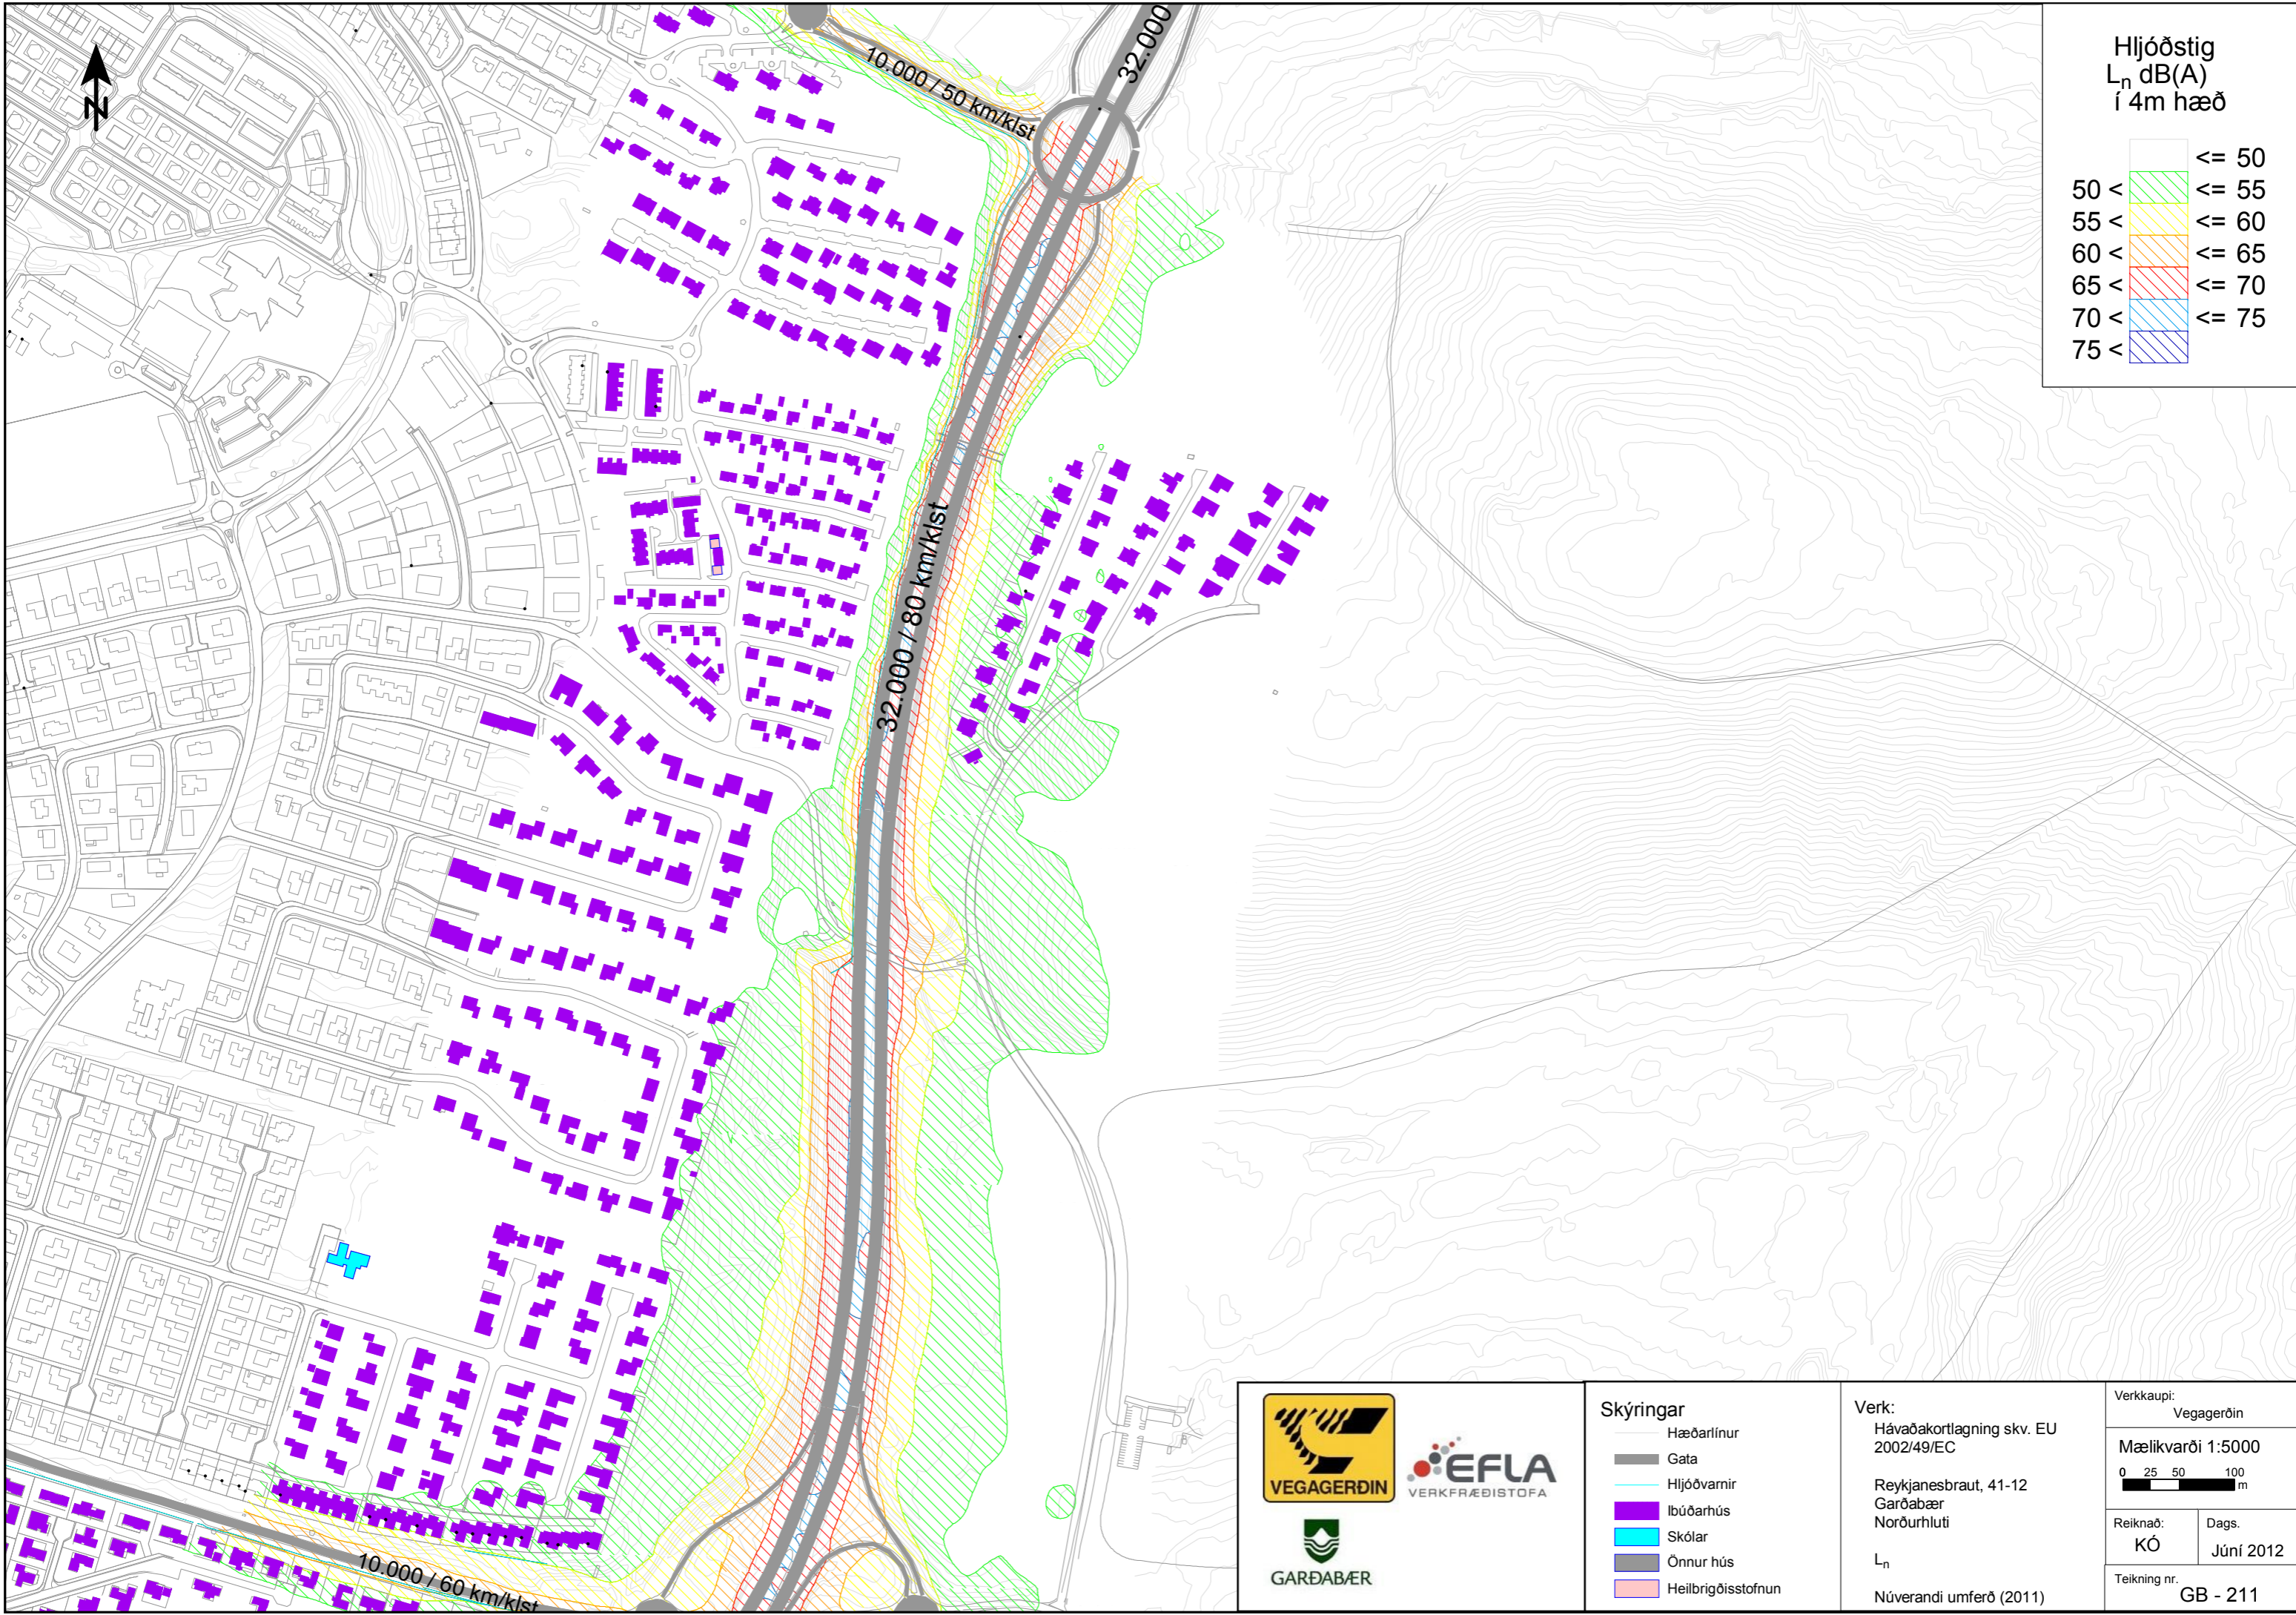 N
10.000 / 50 km/klst
32.000
32.000 / 80 km/klst
10.000 / 60 km/klst
Hljóðstig
Ln dB(A)
í 4m hæð
<= 50
50 < <= 55
55 < <= 60
60 < <= 65
65 < <= 70
70 < <= 75
75 <
VEGAGERÐIN
EFLA
VERKFRÆÐISTOFA
GARÐABÆR
Skýringar
Hæðarlínur
Gata
Hljóðvarnir
Íbúðarhús
Skólar
Önnur hús
Heilbrigðisstofnun
Verk:
Hávaðakortlagning skv. EU
2002/49/EC
Reykjanesbraut, 41-12
Garðabær
Norðurhluti
Ln
Núverandi umferð (2011)
Verkkaupi:
Vegagerðin
Mælikvarði 1:5000
0 25 50 100
m
Reiknað:
KÓ
Dags.
Júní 2012
Teikning nr.
GB - 211